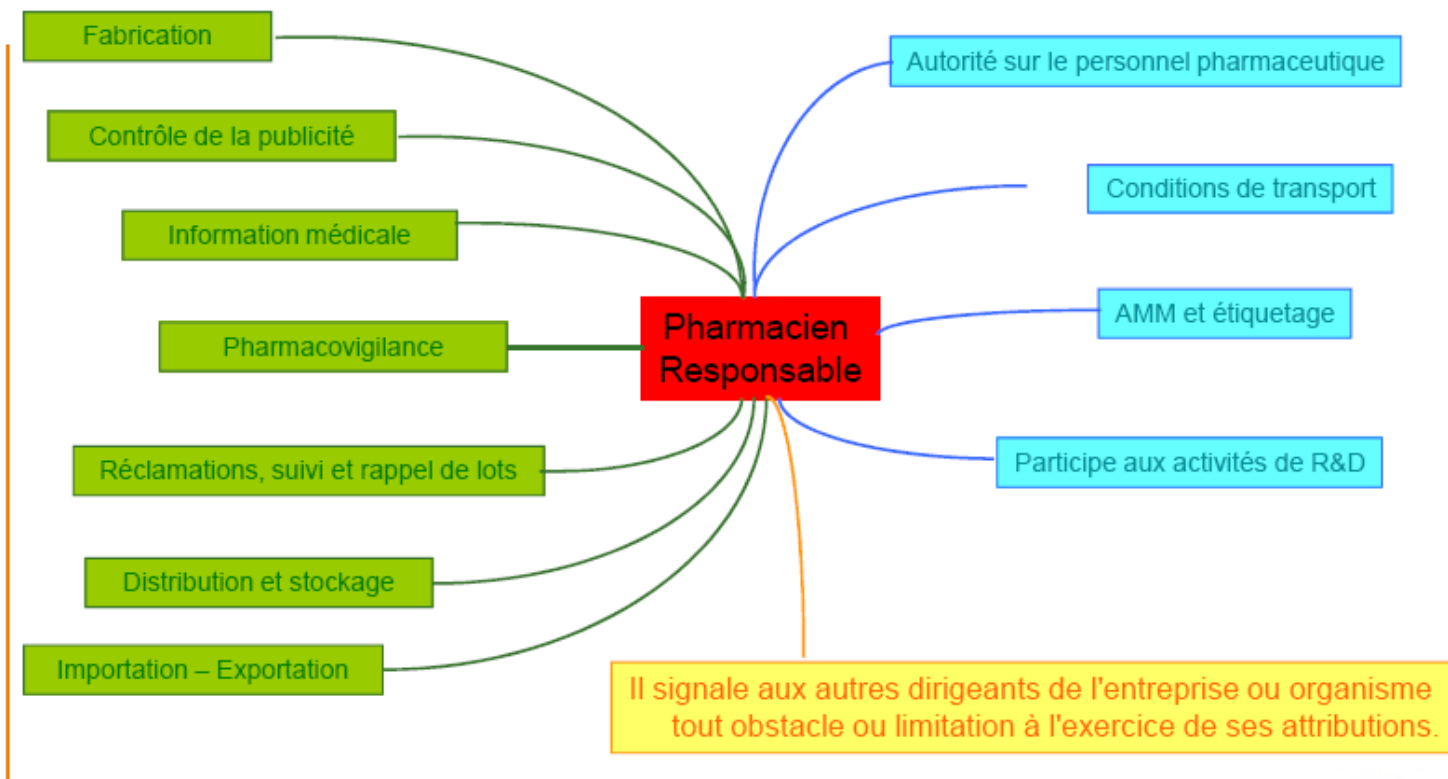 Fabrication
Contrôle de la publicité
Information médicale
Pharmacovigilance
Réclamations, suivi et rappel de lots
Distribution et stockage
Importation – Exportation
Pharmacien
Responsable
Autorité sur le personnel pharmaceutique
Conditions de transport
AMM et étiquetage
Participe aux activités de R&D
Il signale aux autres dirigeants de l'entreprise ou organisme
tout obstacle ou limitation à l'exercice de ses attributions.